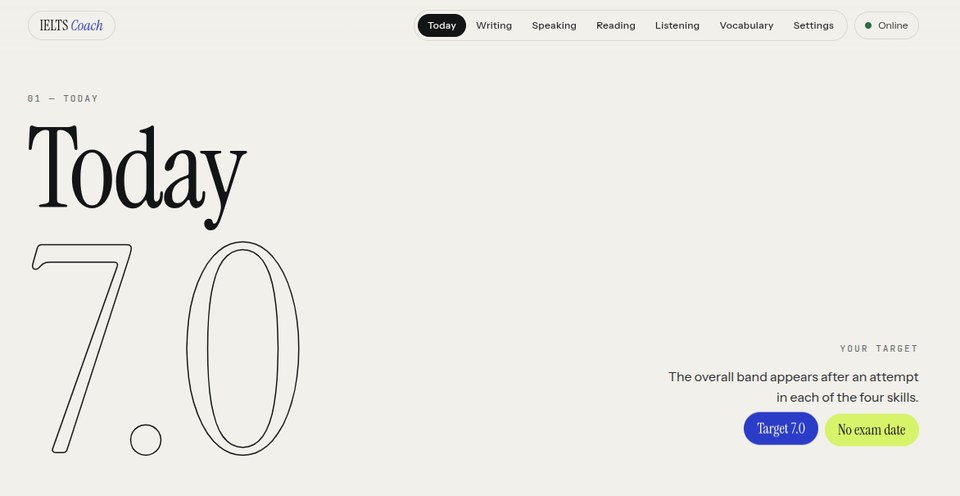 IELTS Coach
Today Writing Speaking Reading Listening Vocabulary Settings
Online
01 — TODAY
Today
7.0
YOUR TARGET
The overall band appears after an attempt
in each of the four skills.
Target 7.0
No exam date